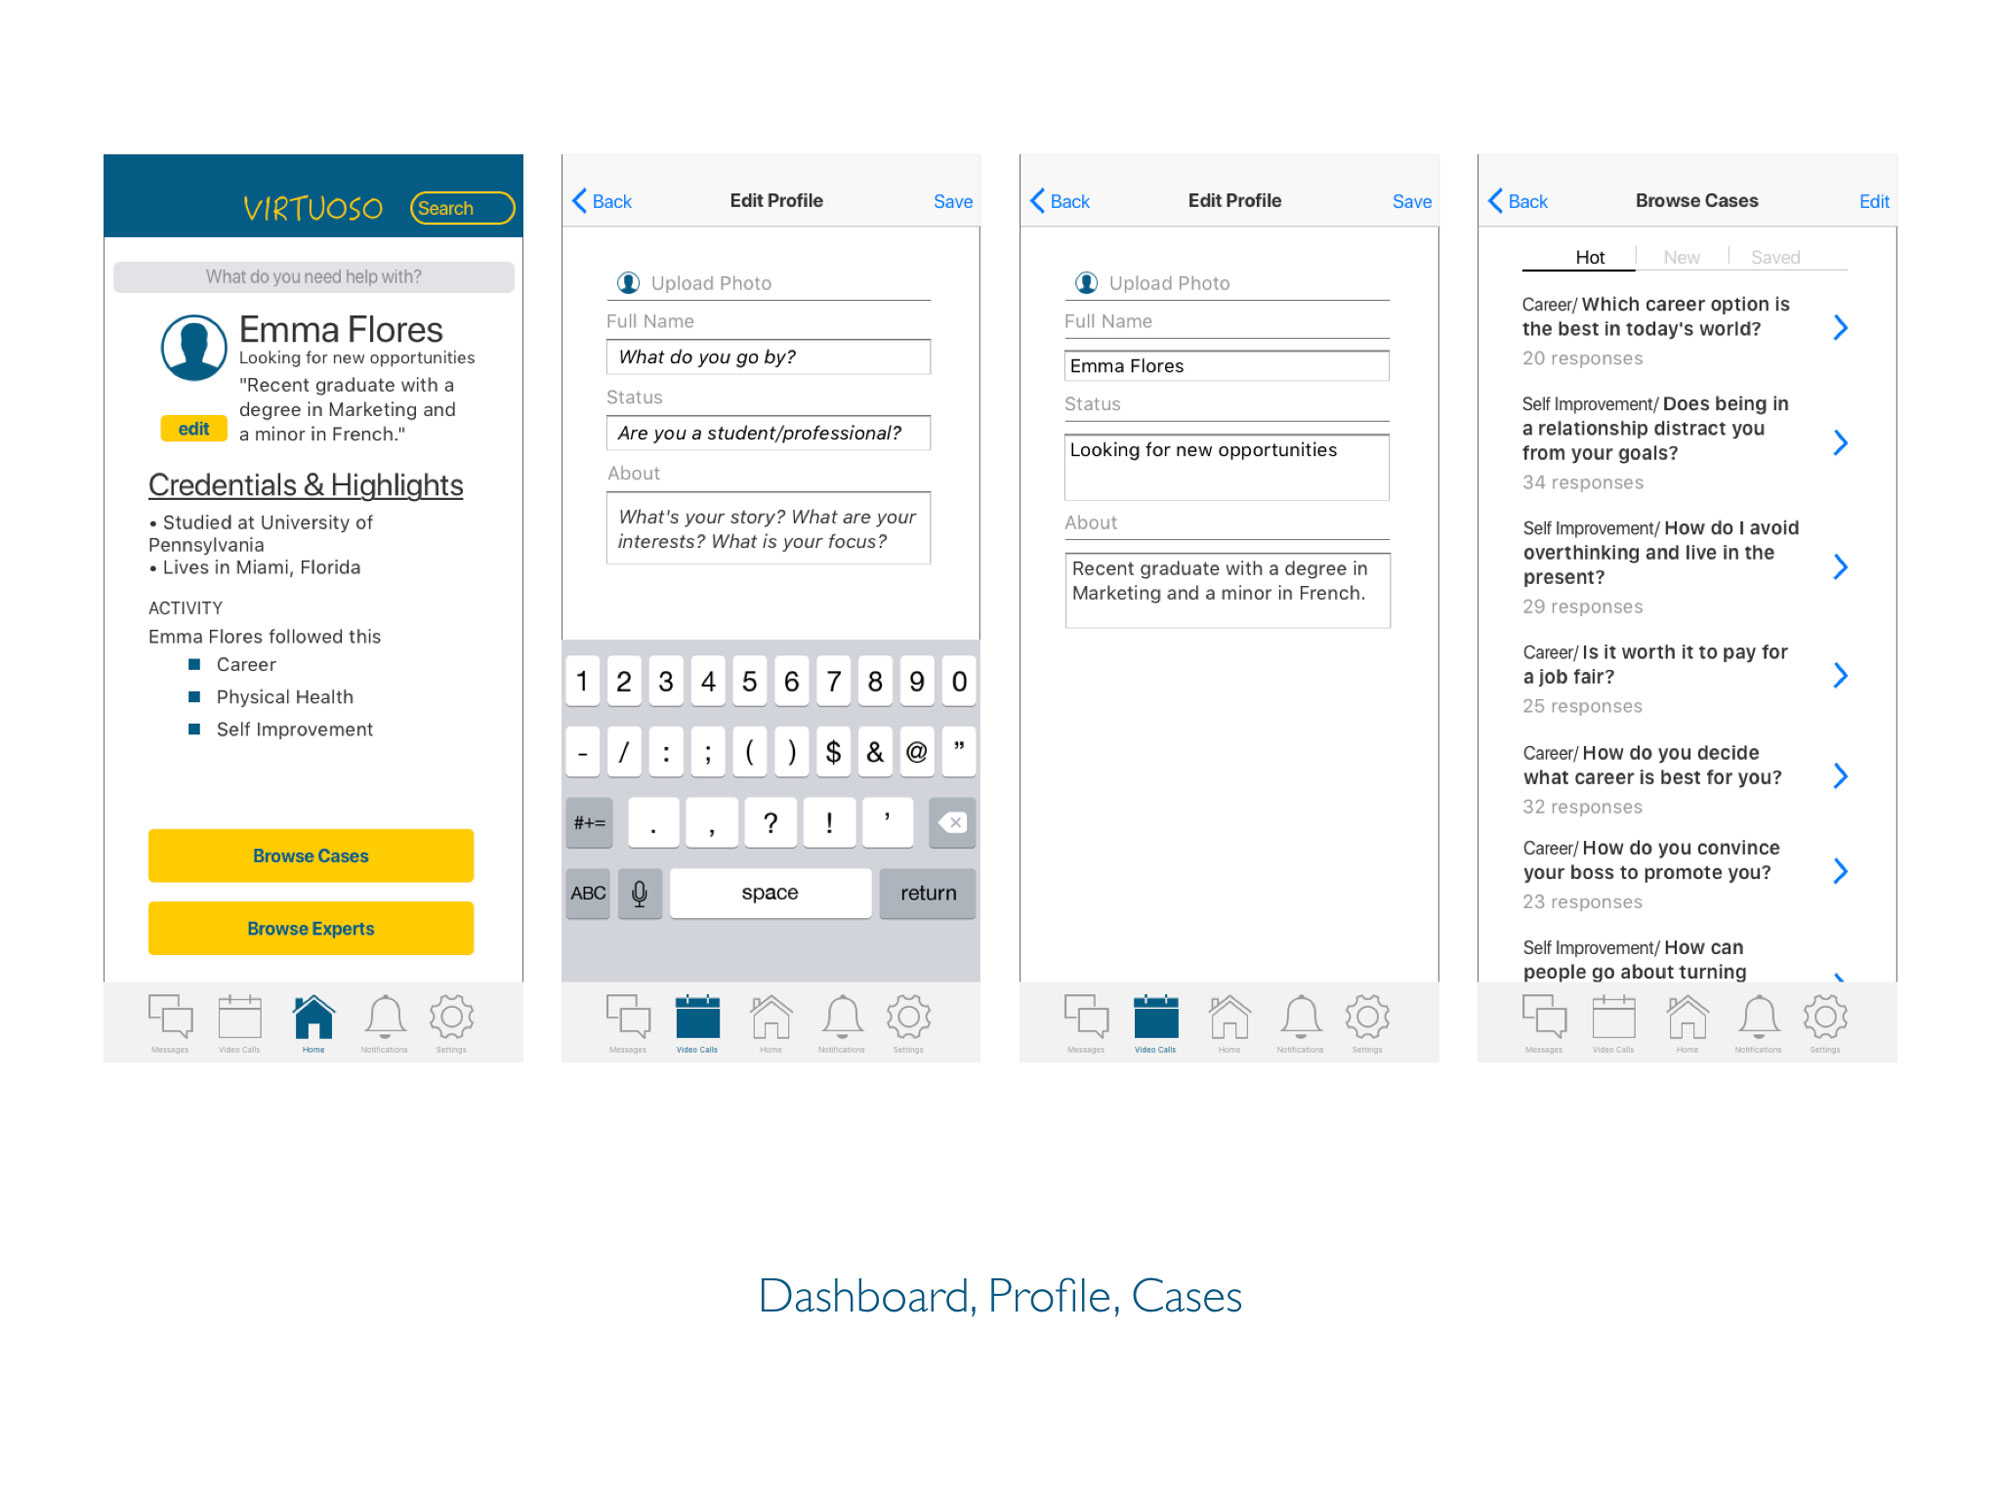 VIRTUOSO
Search
What do you need help with?
Emma Flores
Looking for new opportunities
"Recent graduate with a
degree in Marketing and
a minor in French."
edit
Credentials & Highlights
• Studied at University of
Pennsylvania
• Lives in Miami, Florida
ACTIVITY
Emma Flores followed this
Career
Physical Health
Self Improvement
Browse Cases
Browse Experts
Messages
Video Calls
Home
Notifications
Settings
Back
Edit Profile
Save
Upload Photo
Full Name
What do you go by?
Status
Are you a student/professional?
About
What's your story? What are your
interests? What is your focus?
1 2 3 4 5 6 7 8 9 0
- / : ; ( ) $ & @ ”
#+= . , ? ! ’
ABC space return
Messages
Video Calls
Home
Notifications
Settings
Back
Edit Profile
Save
Upload Photo
Full Name
Emma Flores
Status
Looking for new opportunities
About
Recent graduate with a degree in
Marketing and a minor in French.
Messages
Video Calls
Home
Notifications
Settings
Back
Browse Cases
Edit
Hot
New
Saved
Career/ Which career option is
the best in today's world?
20 responses
Self Improvement/ Does being in
a relationship distract you
from your goals?
34 responses
Self Improvement/ How do I avoid
overthinking and live in the
present?
29 responses
Career/ Is it worth it to pay for
a job fair?
25 responses
Career/ How do you decide
what career is best for you?
32 responses
Career/ How do you convince
your boss to promote you?
23 responses
Self Improvement/ How can
people go about turning
Messages
Video Calls
Home
Notifications
Settings
Dashboard, Profile, Cases